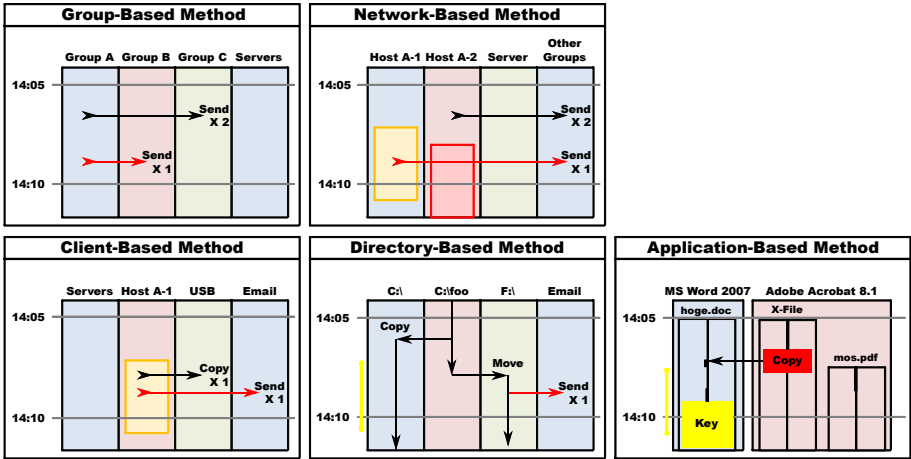 Group-Based Method
Group A Group B Group C Servers
14:05
Send
X 2
Send
X 1
14:10
Network-Based Method
Host A-1 Host A-2 Server Other
Groups
14:05
Send
X 2
Send
X 1
14:10
Client-Based Method
Servers Host A-1 USB Email
14:05
Copy
X 1
Send
X 1
14:10
Directory-Based Method
C:\ C:\foo F:\ Email
14:05
Copy
Move
Send
X 1
14:10
Application-Based Method
MS Word 2007 Adobe Acrobat 8.1
hoge.doc X-File
14:05
Copy
mos.pdf
14:10
Key